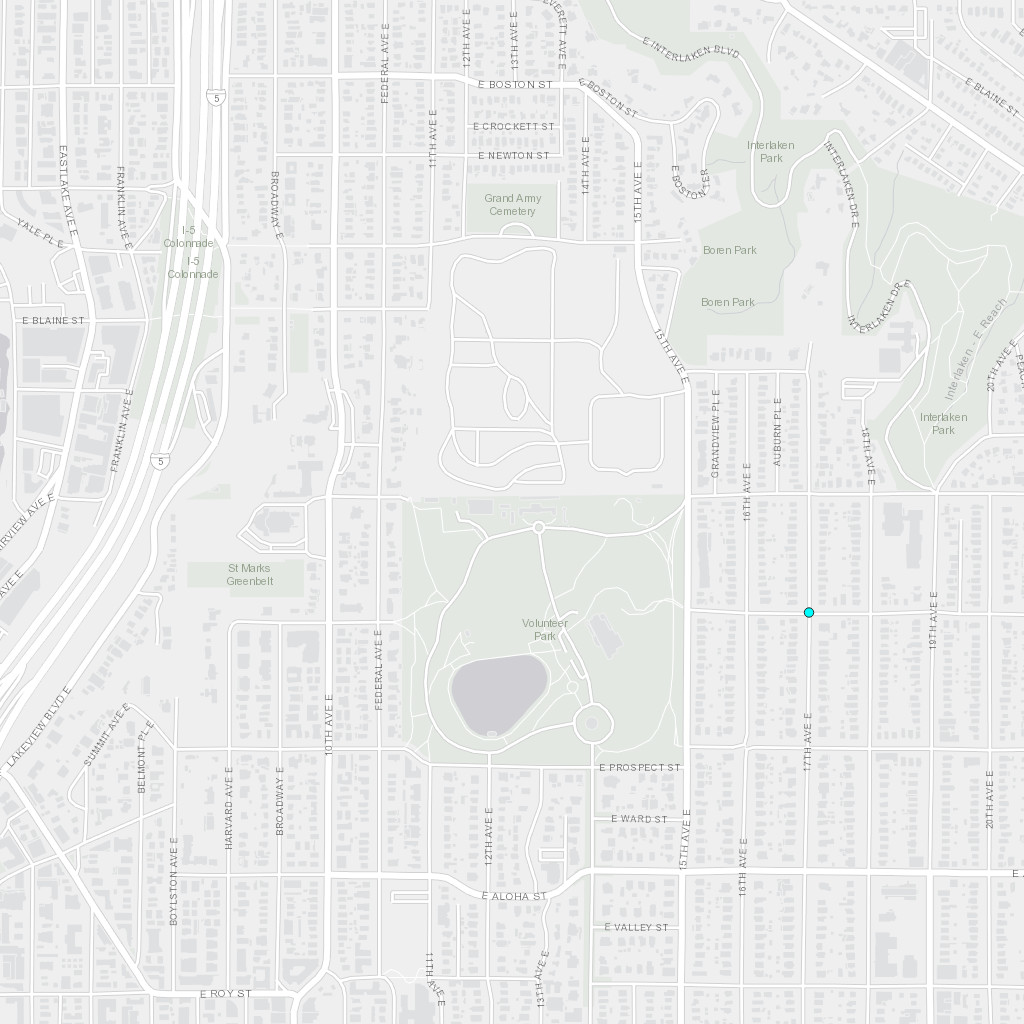 12TH AVE E
13TH AVE E
EVERETT AVE E
FEDERAL AVE E
E INTERLAKEN BLVD
E BOSTON ST
E BOSTON ST
E BLAINE ST
5
11TH AVE E
E CROCKETT ST
E NEWTON ST
14TH AVE E
15TH AVE E
E BOSTON TER
Interlaken
Park
INTERLAKEN DR E
EASTLAKE AVE E
FRANKLIN AVE E
BROADWAY E
Grand Army
Cemetery
YALE PL E
I-5
Colonnade
I-5
Colonnade
Boren Park
Boren Park
INTERLAKEN DR E
Interlaken - E Reach
E BLAINE ST
15TH AVE E
20TH AVE E
PEACH
FRANKLIN AVE E
GRANDVIEW PL E
AUBURN PL E
Interlaken
Park
18TH AVE E
5
16TH AVE E
AIRVIEW AVE E
AVE E
St Marks
Greenbelt
Volunteer
Park
19TH AVE E
FEDERAL AVE E
10TH AVE E
LAKEVIEW BLVD E
SUMMIT AVE E
BELMONT PL E
17TH AVE E
E PROSPECT ST
HARVARD AVE E
BROADWAY E
20TH AVE E
12TH AVE E
E WARD ST
15TH AVE E
16TH AVE E
BOYLSTON AVE E
E ALOHA ST
E VALLEY ST
11TH AVE E
13TH AVE E
E ROY ST